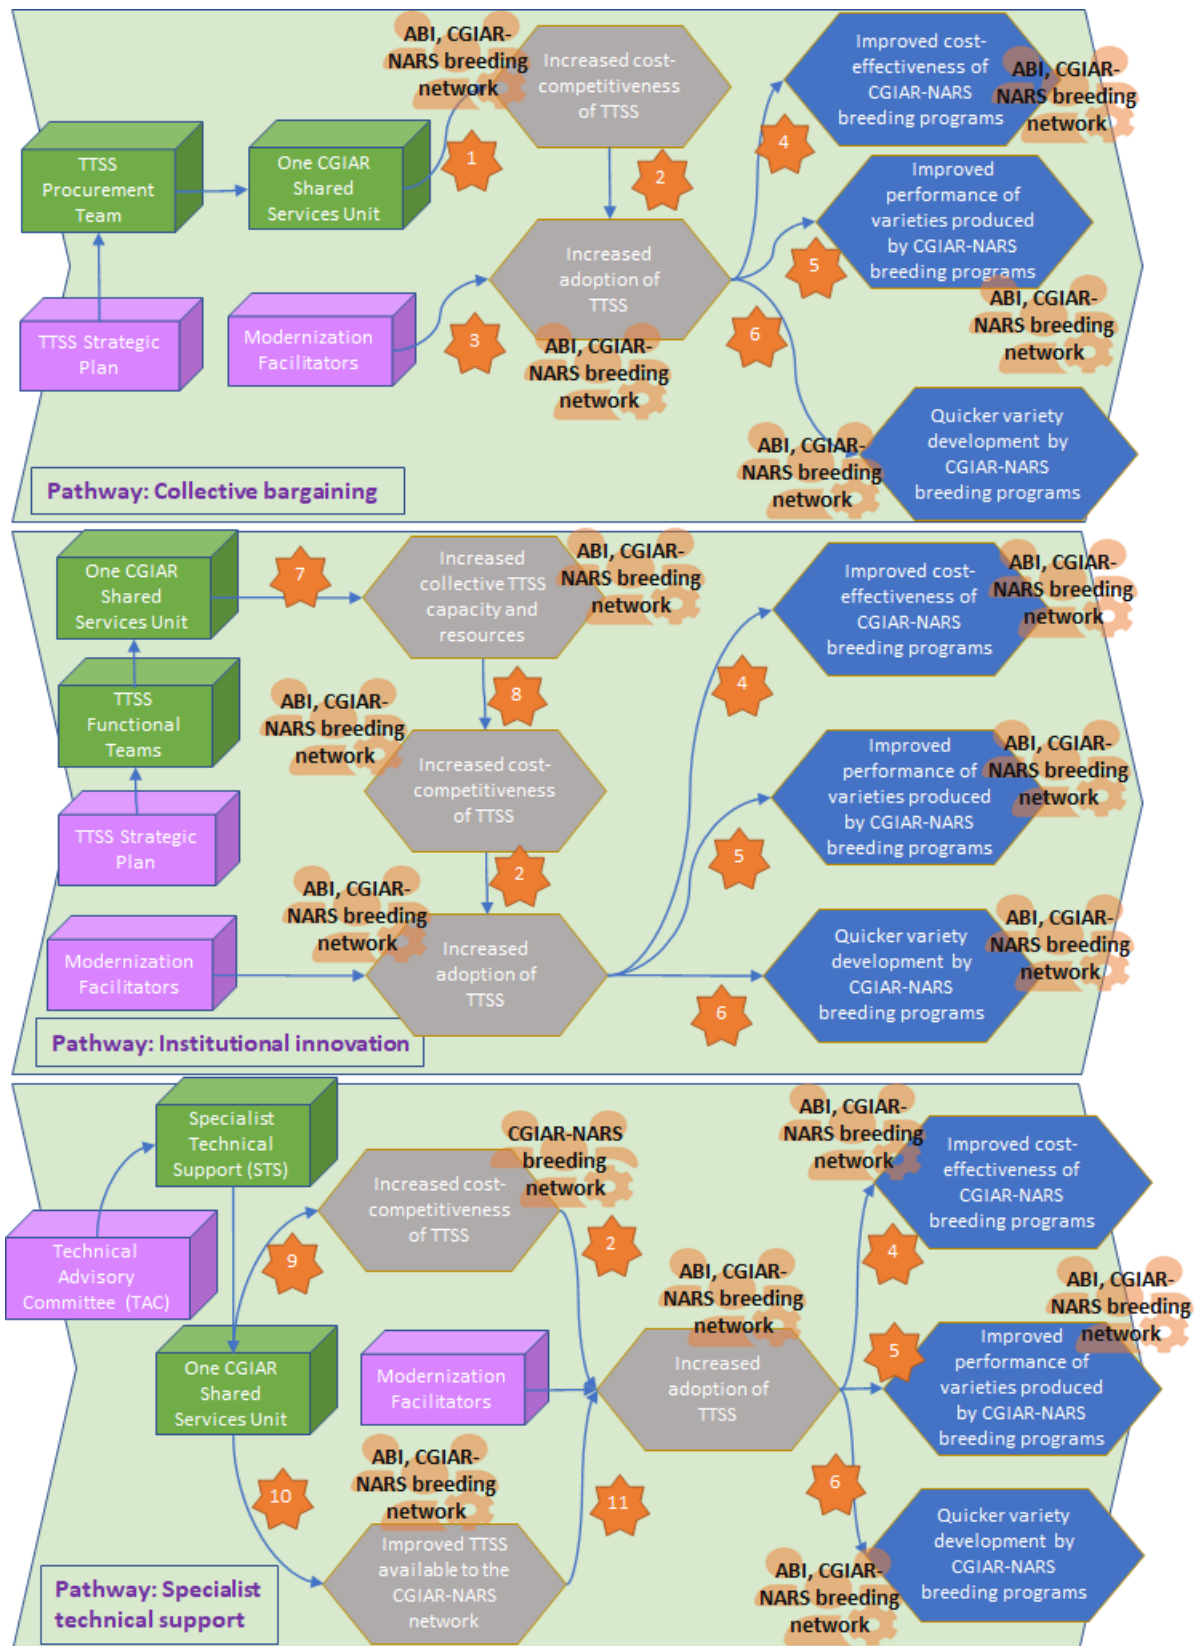 ABI, CGIAR-
NARS breeding
network
Increased cost-
competitiveness
of TTSS
Improved cost-
effectiveness of
CGIAR-NARS
breeding programs
ABI, CGIAR-
NARS breeding
network
TTSS
Procurement
Team
One CGIAR
Shared
Services Unit
1
2
4
Improved
performance of
varieties produced
by CGIAR-NARS
breeding programs
Increased
adoption of
TTSS
5
ABI, CGIAR-
NARS breeding
network
TTSS Strategic
Plan
Modernization
Facilitators
3
6
ABI, CGIAR-
NARS breeding
network
ABI, CGIAR-
NARS breeding
network
Quicker variety
development by
CGIAR-NARS
breeding programs
Pathway: Collective bargaining
One CGIAR
Shared
Services Unit
7
Increased
collective TTSS
capacity and
resources
ABI, CGIAR-
NARS breeding
network
Improved cost-
effectiveness of
CGIAR-NARS
breeding programs
ABI, CGIAR-
NARS breeding
network
TTSS
Functional
Teams
ABI, CGIAR-
NARS breeding
network
8
4
Increased cost-
competitiveness
of TTSS
Improved
performance of
varieties produced
by CGIAR-NARS
breeding programs
ABI, CGIAR-
NARS breeding
network
TTSS Strategic
Plan
2
5
ABI, CGIAR-
NARS breeding
network
Modernization
Facilitators
Increased
adoption of
TTSS
Quicker variety
development by
CGIAR-NARS
breeding programs
ABI, CGIAR-
NARS breeding
network
6
Pathway: Institutional innovation
Specialist
Technical
Support (STS)
CGIAR-NARS
breeding
network
ABI, CGIAR-
NARS breeding
network
Improved cost-
effectiveness of
CGIAR-NARS
breeding programs
Increased cost-
competitiveness
of TTSS
Technical
Advisory
Committee (TAC)
9
2
4
ABI, CGIAR-
NARS breeding
network
ABI, CGIAR-
NARS breeding
network
One CGIAR
Shared
Services Unit
Modernization
Facilitators
Increased
adoption of
TTSS
5
Improved
performance of
varieties produced
by CGIAR-NARS
breeding programs
ABI, CGIAR-
NARS breeding
network
10
11
6
Improved TTSS
available to the
CGIAR-NARS
network
Quicker variety
development by
CGIAR-NARS
breeding programs
ABI, CGIAR-
NARS breeding
network
Pathway: Specialist
technical support